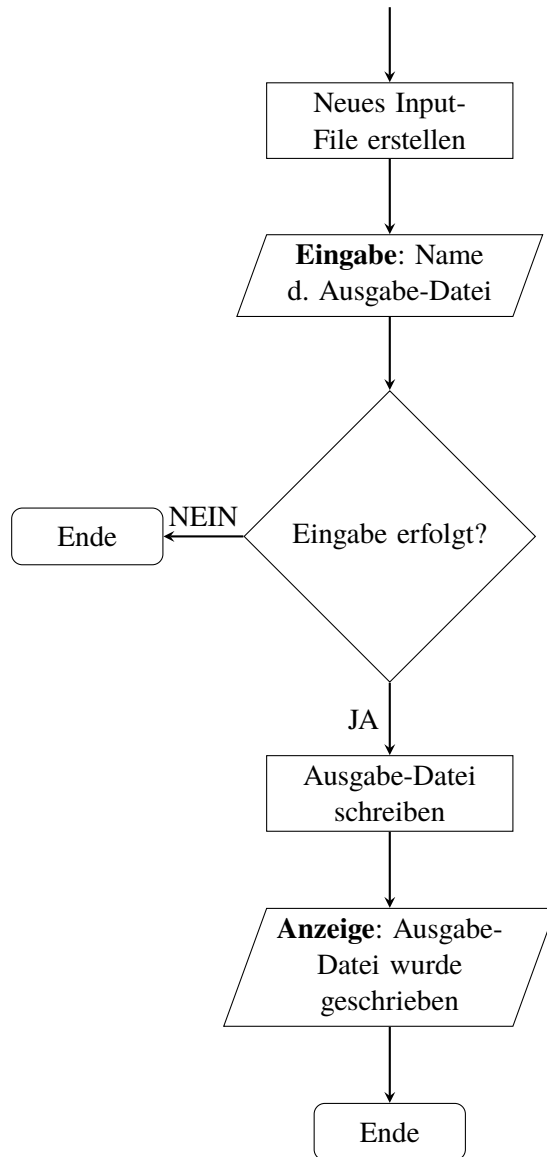 Neues Input-
File erstellen
Eingabe: Name
d. Ausgabe-Datei
Eingabe erfolgt?
NEIN
Ende
JA
Ausgabe-Datei
schreiben
Anzeige: Ausgabe-
Datei wurde
geschrieben
Ende